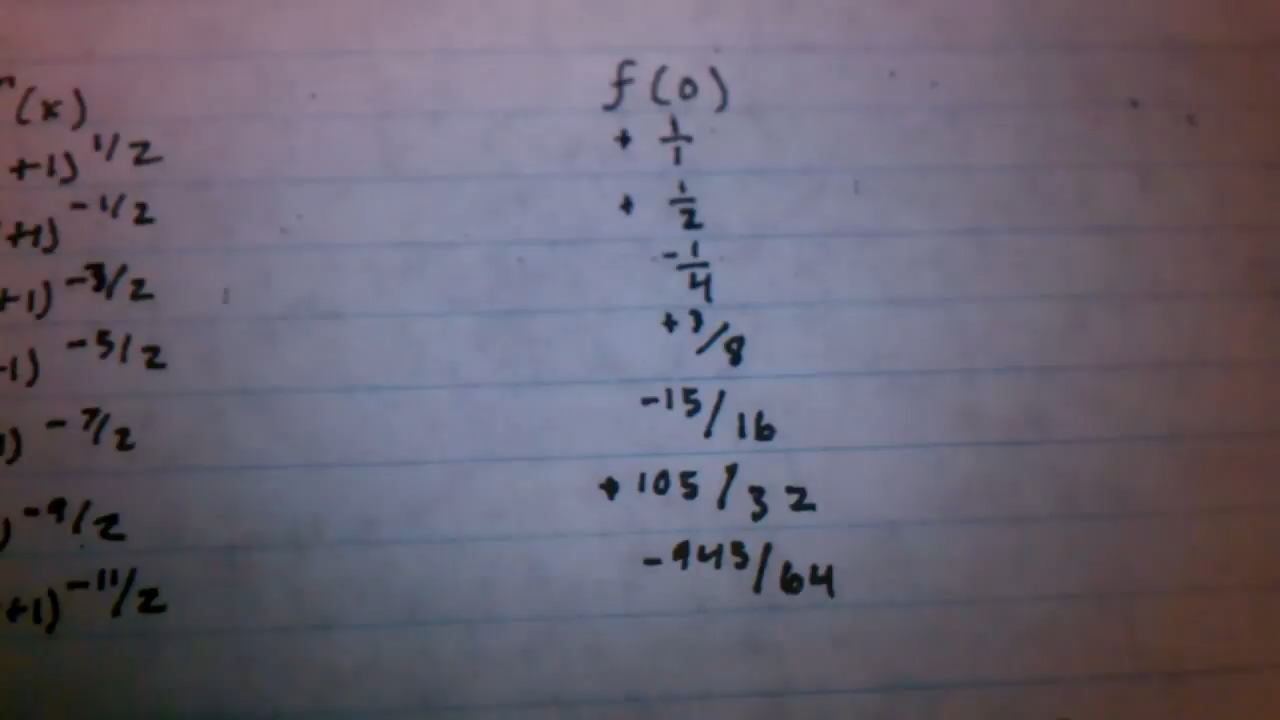 n(x) f(0)
+1) 1/2 + 1/1
+1) -1/2 + 1/2
+1) -3/2 -1/4
+1) -5/2 +3/8
1) -7/2 -15/16
) -9/2 +105/32
+1) -11/2 -945/64